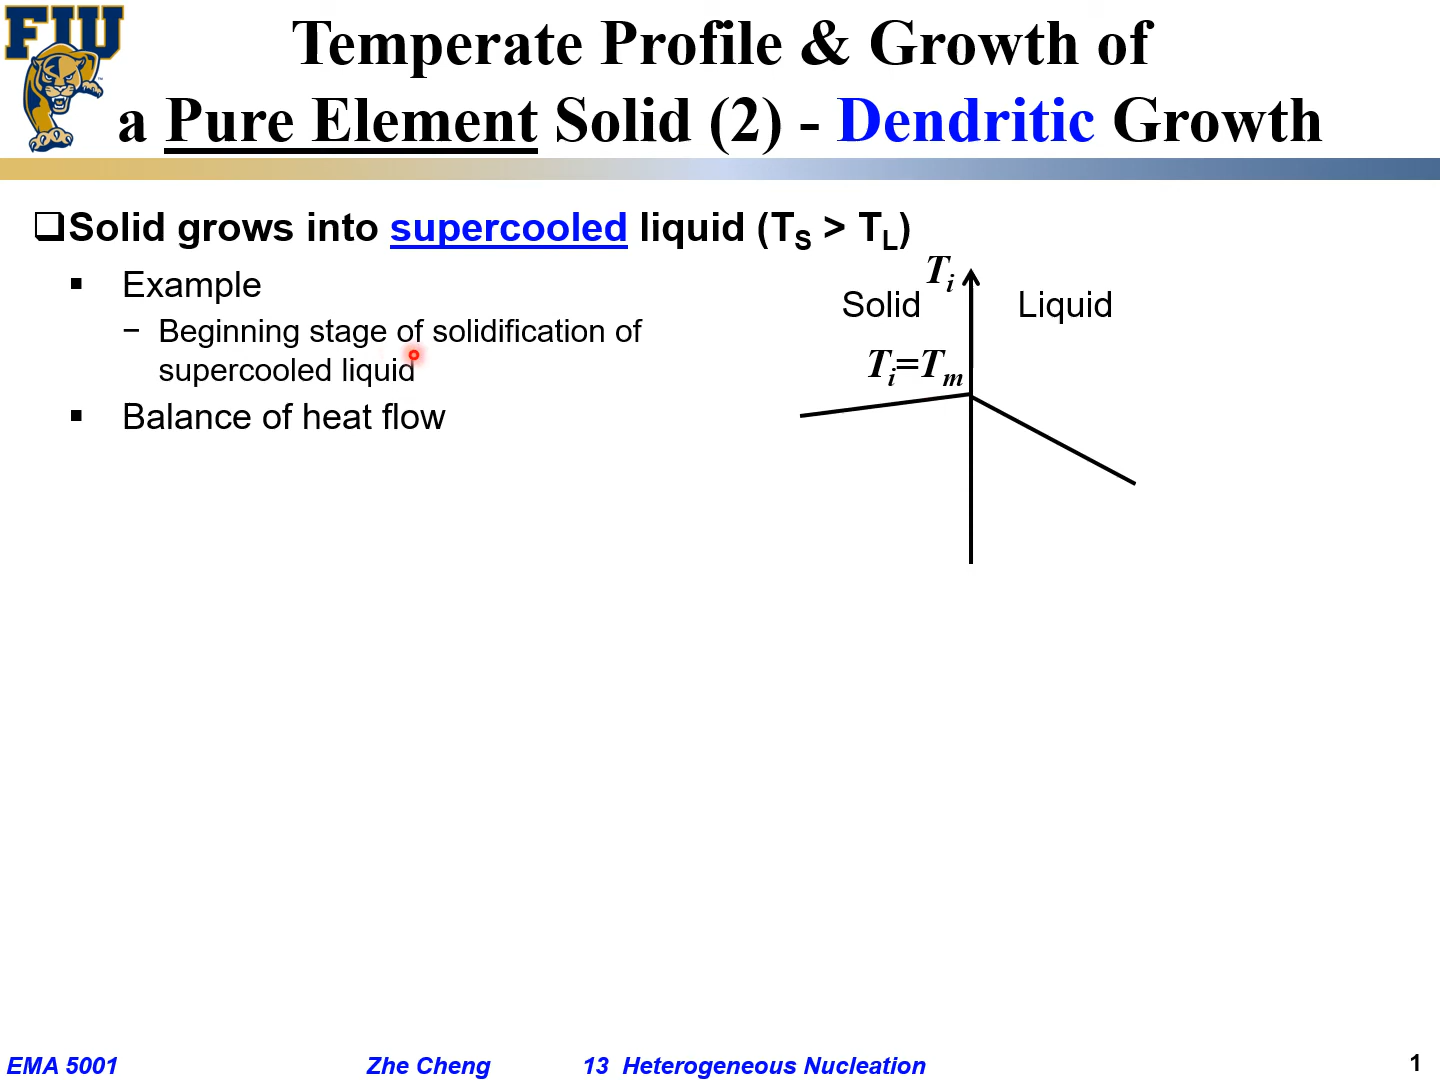 FIU
Temperate Profile & Growth of
a Pure Element Solid (2) - Dendritic Growth
❑Solid grows into supercooled liquid (TS > TL)
▪ Example
− Beginning stage of solidification of
supercooled liquid
▪ Balance of heat flow
Ti
Solid Liquid
Ti=Tm
EMA 5001 Zhe Cheng 13 Heterogeneous Nucleation 1